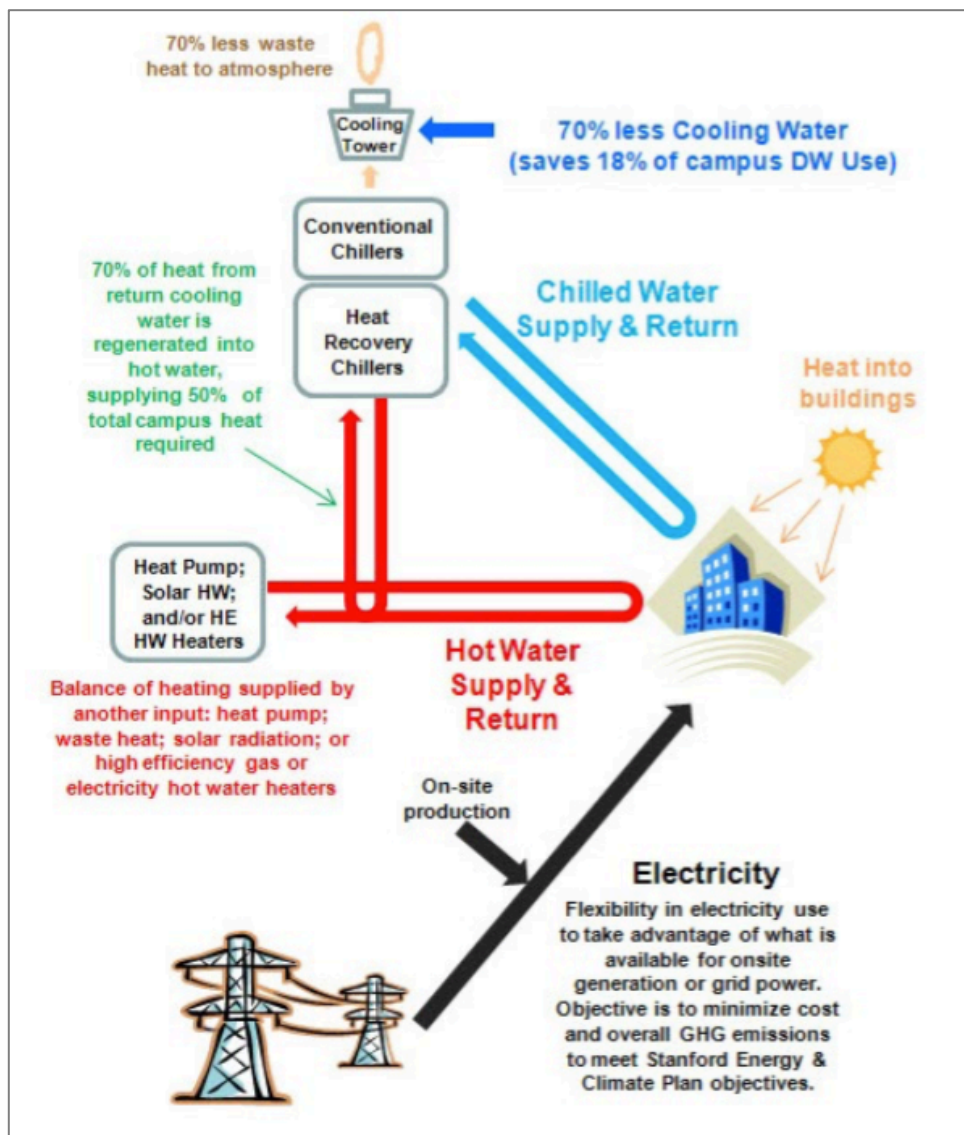 70% less waste
heat to atmosphere
Cooling
Tower
70% less Cooling Water
(saves 18% of campus DW Use)
Conventional
Chillers
70% of heat from
return cooling
water is
regenerated into
hot water,
supplying 50% of
total campus heat
required
Heat
Recovery
Chillers
Chilled Water
Supply & Return
Heat into
buildings
Heat Pump;
Solar HW;
and/or HE
HW Heaters
Hot Water
Supply &
Return
Balance of heating supplied by
another input: heat pump;
waste heat; solar radiation; or
high efficiency gas or
electricity hot water heaters
On-site
production
Electricity
Flexibility in electricity use
to take advantage of what is
available for onsite
generation or grid power.
Objective is to minimize cost
and overall GHG emissions
to meet Stanford Energy &
Climate Plan objectives.